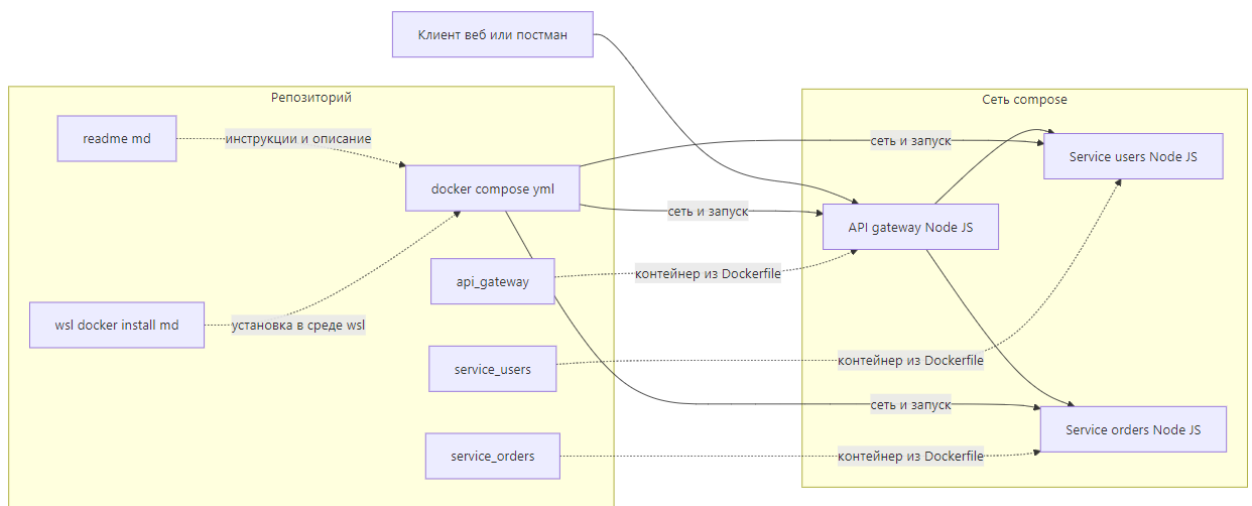 Клиент веб или постман
Репозиторий
Сеть compose
readme md
инструкции и описание
сеть и запуск
Service users Node JS
docker compose yml
сеть и запуск
API gateway Node JS
api_gateway
контейнер из Dockerfile
wsl docker install md
установка в среде wsl
service_users
контейнер из Dockerfile
сеть и запуск
Service orders Node JS
service_orders
контейнер из Dockerfile